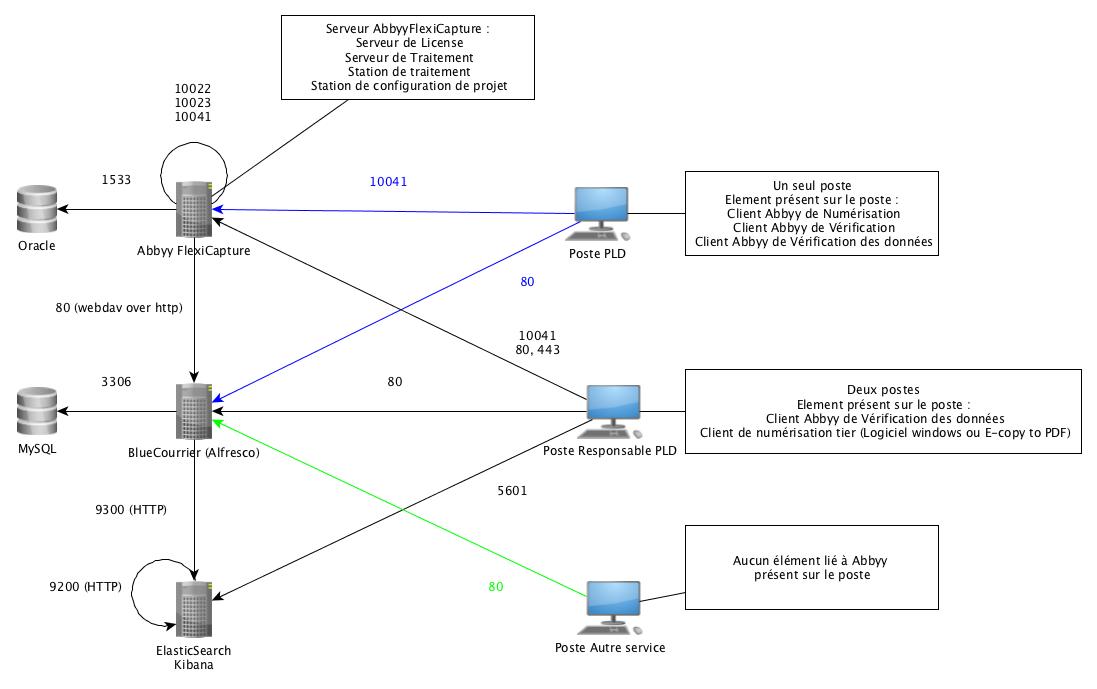 Serveur AbbyyFlexiCapture :
Serveur de License
Serveur de Traitement
Station de traitement
Station de configuration de projet
10022
10023
10041
1533
10041
Un seul poste
Element présent sur le poste :
Client Abbyy de Numérisation
Client Abbyy de Vérification
Client Abbyy de Vérification des données
Oracle
Abbyy FlexiCapture
Poste PLD
80
80 (webdav over http)
10041
80, 443
3306
80
Deux postes
Element présent sur le poste :
Client Abbyy de Vérification des données
Client de numérisation tier (Logiciel windows ou E-copy to PDF)
MySQL
BlueCourrier (Alfresco)
Poste Responsable PLD
5601
9300 (HTTP)
Aucun élément lié à Abbyy
présent sur le poste
9200 (HTTP)
80
ElasticSearch
Kibana
Poste Autre service